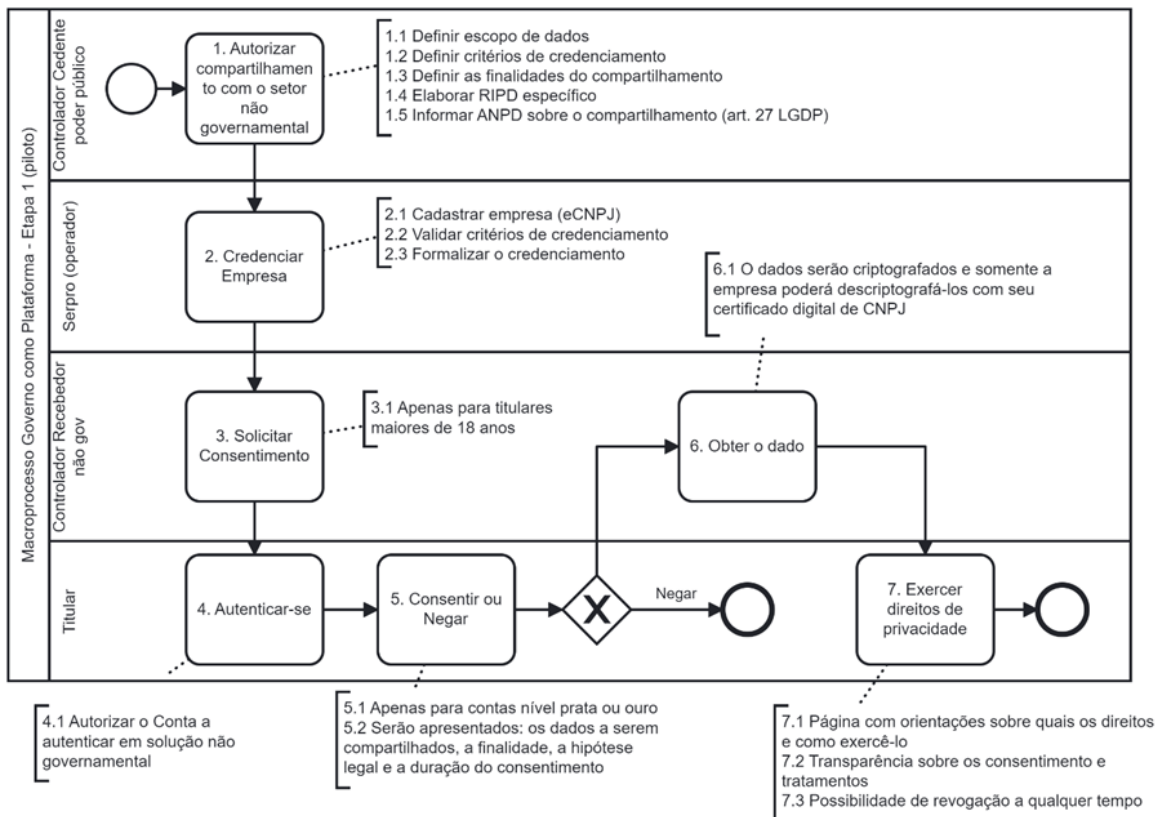 Macroprocesso Governo como Plataforma - Etapa 1 (piloto)
Controlador Cedente
poder público
1. Autorizar
compartilhamen
to com o setor
não
governamental
1.1 Definir escopo de dados
1.2 Definir critérios de credenciamento
1.3 Definir as finalidades do compartilhamento
1.4 Elaborar RIPD específico
1.5 Informar ANPD sobre o compartilhamento (art. 27 LGDP)
Serpro (operador)
2. Credenciar
Empresa
2.1 Cadastrar empresa (eCNPJ)
2.2 Validar critérios de credenciamento
2.3 Formalizar o credenciamento
6.1 O dados serão criptografados e somente a
empresa poderá descriptografá-los com seu
certificado digital de CNPJ
Controlador Recebedor
não gov
3. Solicitar
Consentimento
3.1 Apenas para titulares
maiores de 18 anos
6. Obter o dado
Titular
4. Autenticar-se
5. Consentir ou
Negar
X
Negar
7. Exercer
direitos de
privacidade
4.1 Autorizar o Conta a
autenticar em solução não
governamental
5.1 Apenas para contas nível prata ou ouro
5.2 Serão apresentados: os dados a serem
compartilhados, a finalidade, a hipótese
legal e a duração do consentimento
7.1 Página com orientações sobre quais os direitos
e como exercê-lo
7.2 Transparência sobre os consentimento e
tratamentos
7.3 Possibilidade de revogação a qualquer tempo